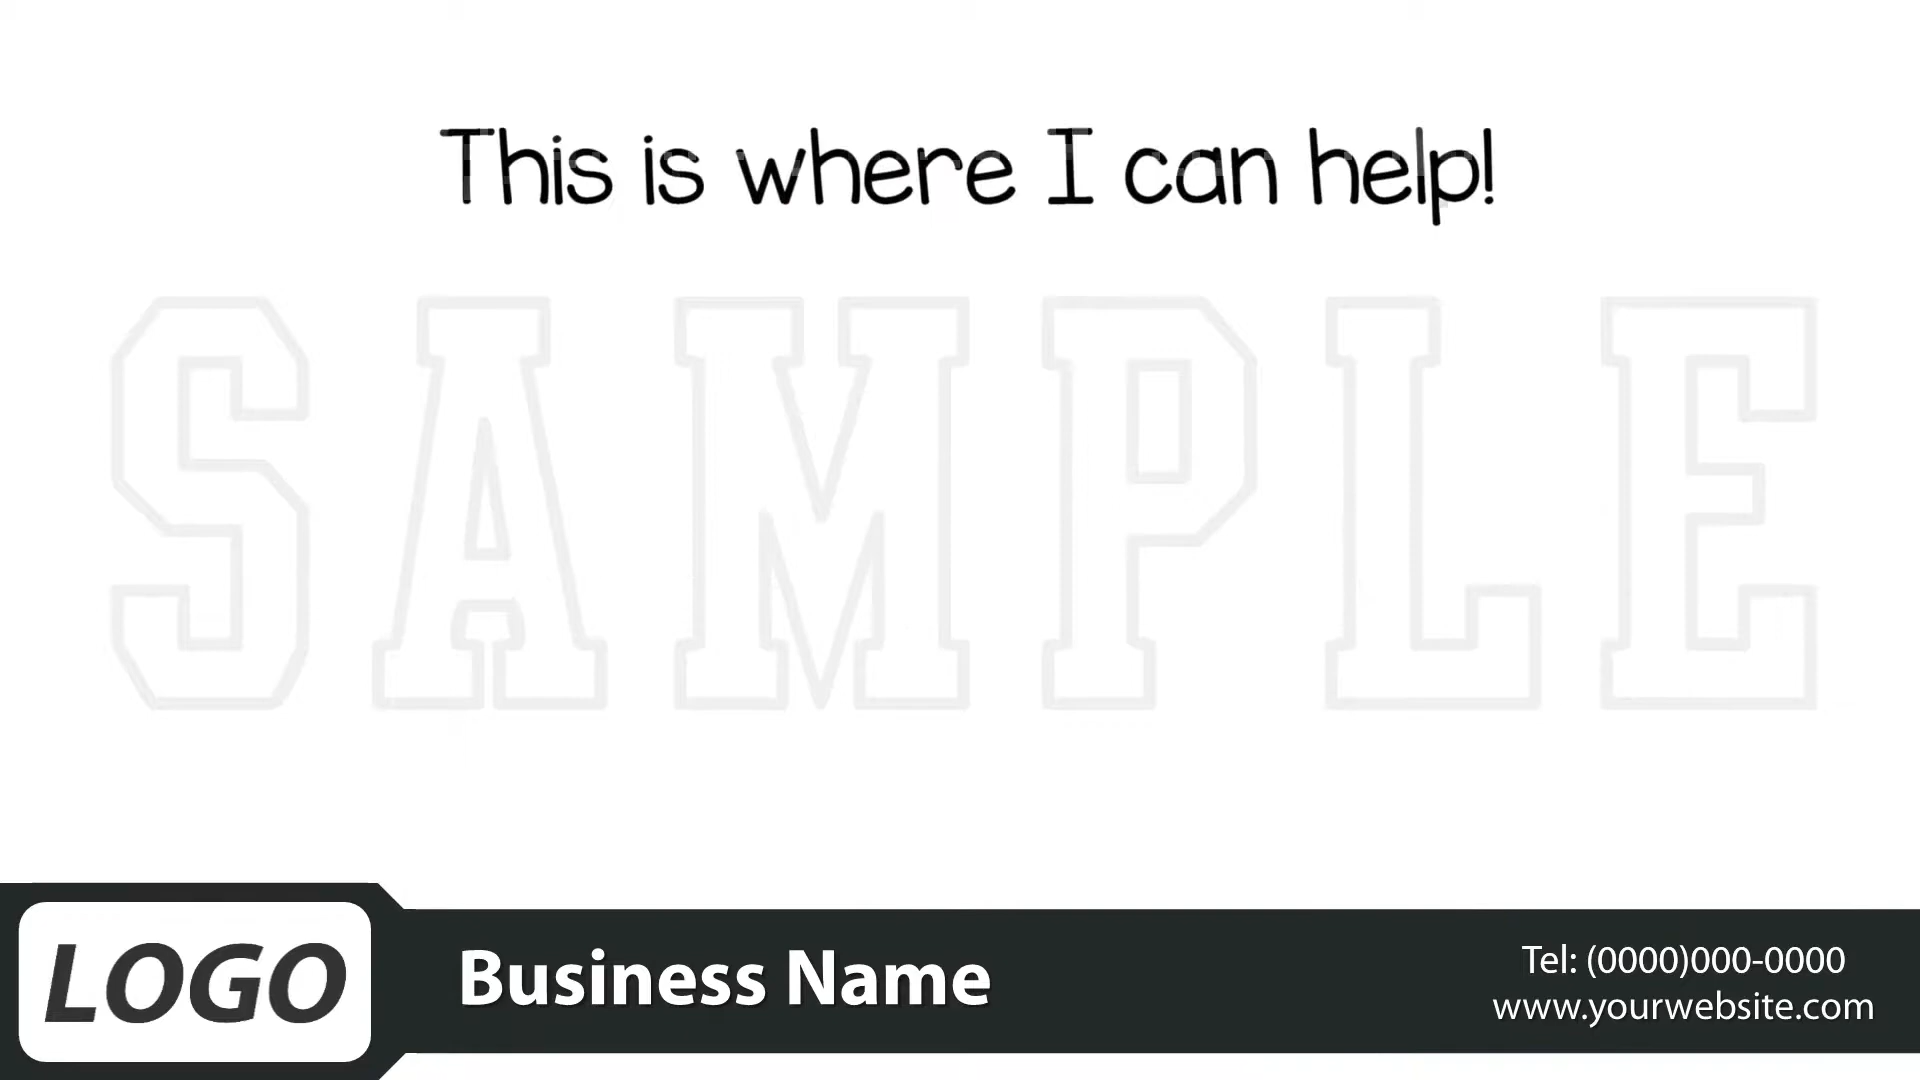 This is where I can help!
SAMPLE
LOGO
Business Name
Tel: (0000)000-0000
www.yourwebsite.com